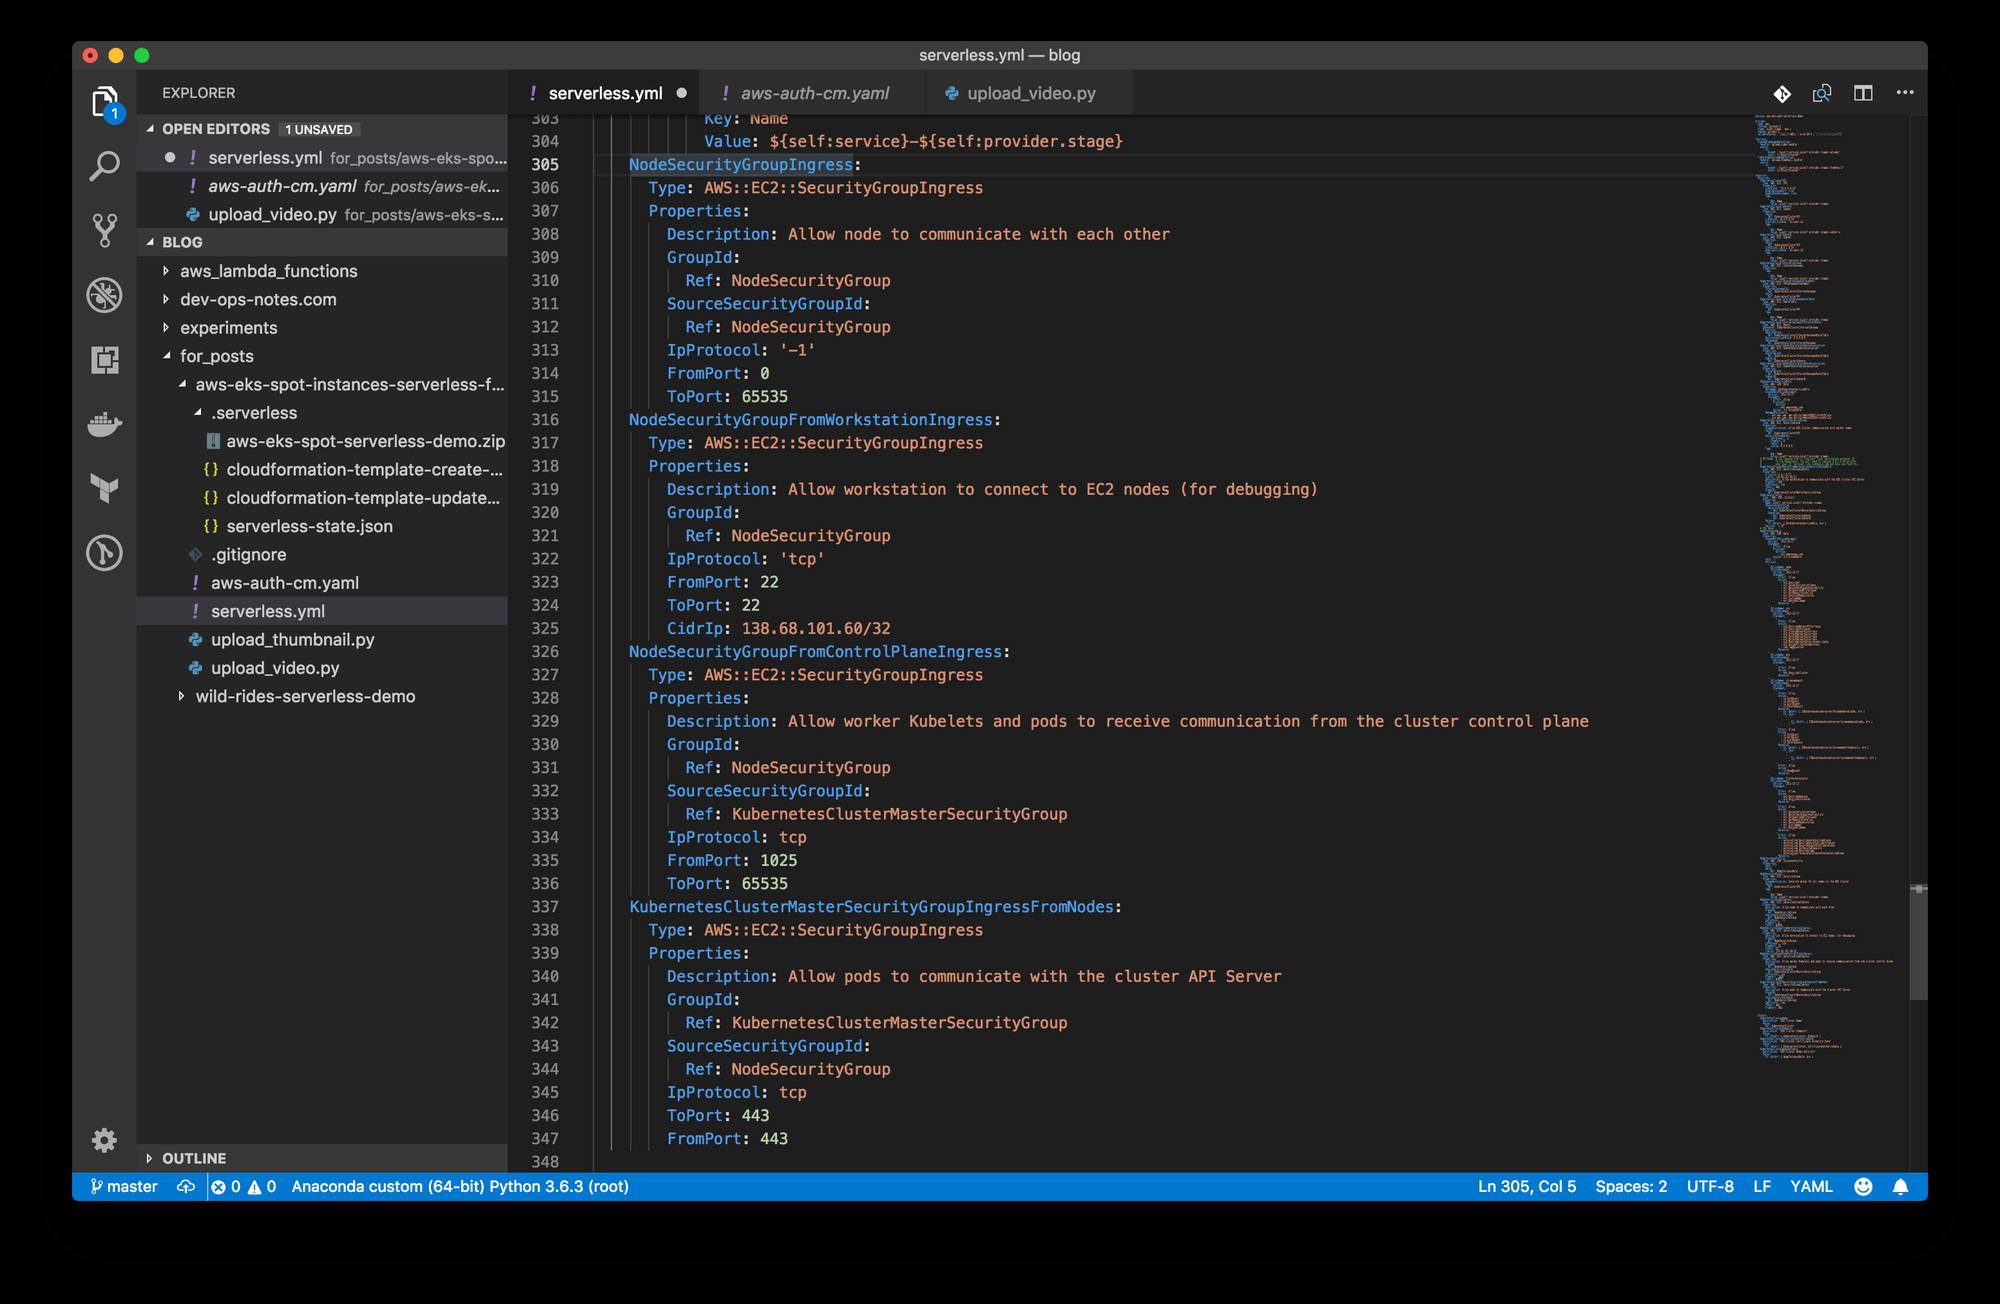 serverless.yml — blog
EXPLORER
1
OPEN EDITORS 1 UNSAVED
! serverless.yml for_posts/aws-eks-spo...
! aws-auth-cm.yaml for_posts/aws-ek...
upload_video.py for_posts/aws-eks-s...
BLOG
aws_lambda_functions
dev-ops-notes.com
experiments
for_posts
aws-eks-spot-instances-serverless-f...
.serverless
aws-eks-spot-serverless-demo.zip
{} cloudformation-template-create-...
{} cloudformation-template-update...
{} serverless-state.json
.gitignore
! aws-auth-cm.yaml
! serverless.yml
upload_thumbnail.py
upload_video.py
wild-rides-serverless-demo
OUTLINE
! serverless.yml ! aws-auth-cm.yaml upload_video.py
303 Key: Name
304 Value: ${self:service}-${self:provider.stage}
305 NodeSecurityGroupIngress:
306 Type: AWS::EC2::SecurityGroupIngress
307 Properties:
308 Description: Allow node to communicate with each other
309 GroupId:
310 Ref: NodeSecurityGroup
311 SourceSecurityGroupId:
312 Ref: NodeSecurityGroup
313 IpProtocol: '-1'
314 FromPort: 0
315 ToPort: 65535
316 NodeSecurityGroupFromWorkstationIngress:
317 Type: AWS::EC2::SecurityGroupIngress
318 Properties:
319 Description: Allow workstation to connect to EC2 nodes (for debugging)
320 GroupId:
321 Ref: NodeSecurityGroup
322 IpProtocol: 'tcp'
323 FromPort: 22
324 ToPort: 22
325 CidrIp: 138.68.101.60/32
326 NodeSecurityGroupFromControlPlaneIngress:
327 Type: AWS::EC2::SecurityGroupIngress
328 Properties:
329 Description: Allow worker Kubelets and pods to receive communication from the cluster control plane
330 GroupId:
331 Ref: NodeSecurityGroup
332 SourceSecurityGroupId:
333 Ref: KubernetesClusterMasterSecurityGroup
334 IpProtocol: tcp
335 FromPort: 1025
336 ToPort: 65535
337 KubernetesClusterMasterSecurityGroupIngressFromNodes:
338 Type: AWS::EC2::SecurityGroupIngress
339 Properties:
340 Description: Allow pods to communicate with the cluster API Server
341 GroupId:
342 Ref: KubernetesClusterMasterSecurityGroup
343 SourceSecurityGroupId:
344 Ref: NodeSecurityGroup
345 IpProtocol: tcp
346 ToPort: 443
347 FromPort: 443
348
master 0 0 Anaconda custom (64-bit) Python 3.6.3 (root) Ln 305, Col 5 Spaces: 2 UTF-8 LF YAML